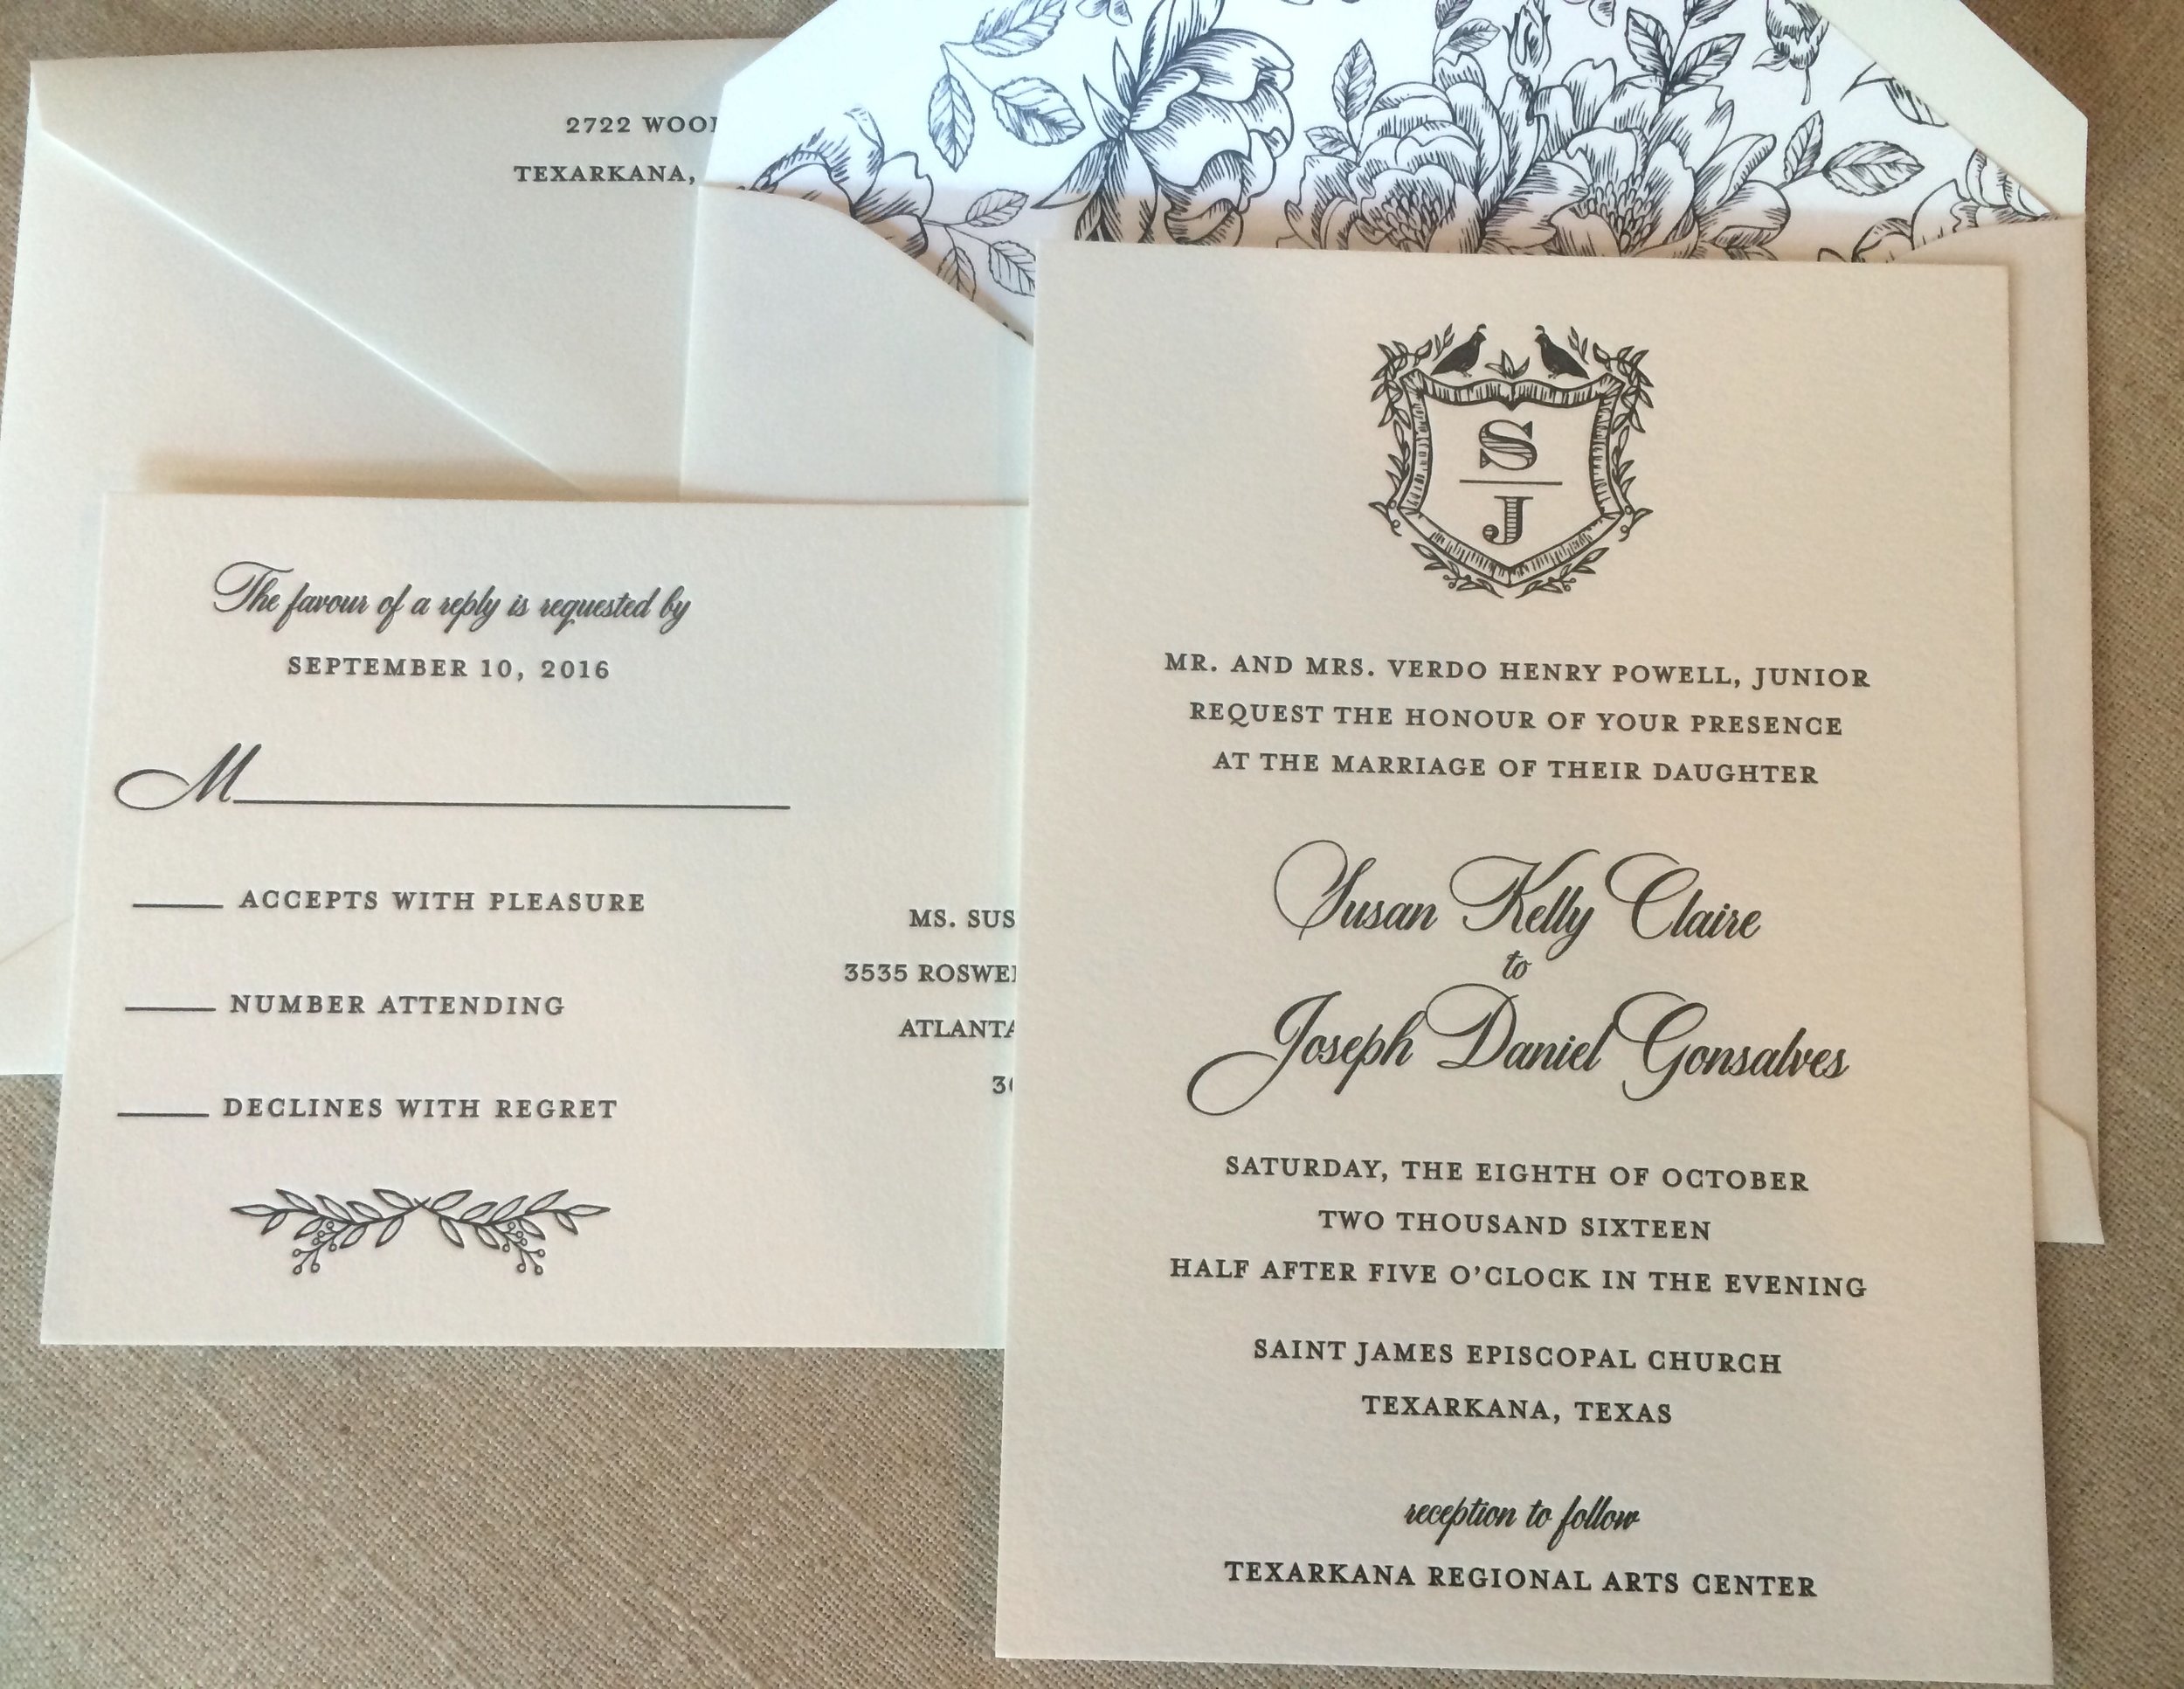 2722
TEXARKANA,
The favour of a reply is requested by
SEPTEMBER 10, 2016
M
ACCEPTS WITH PLEASURE
NUMBER ATTENDING
DECLINES WITH REGRET
MS.
3535
ATLANTA
S
J
MR. AND MRS. VERDO HENRY POWELL, JUNIOR
REQUEST THE HONOUR OF YOUR PRESENCE
AT THE MARRIAGE OF THEIR DAUGHTER
Susan Kelly Claire
to
Joseph Daniel Gonsalves
SATURDAY, THE EIGHTH OF OCTOBER
TWO THOUSAND SIXTEEN
HALF AFTER FIVE O'CLOCK IN THE EVENING
SAINT JAMES EPISCOPAL CHURCH
TEXARKANA, TEXAS
reception to follow
TEXARKANA REGIONAL ARTS CENTER